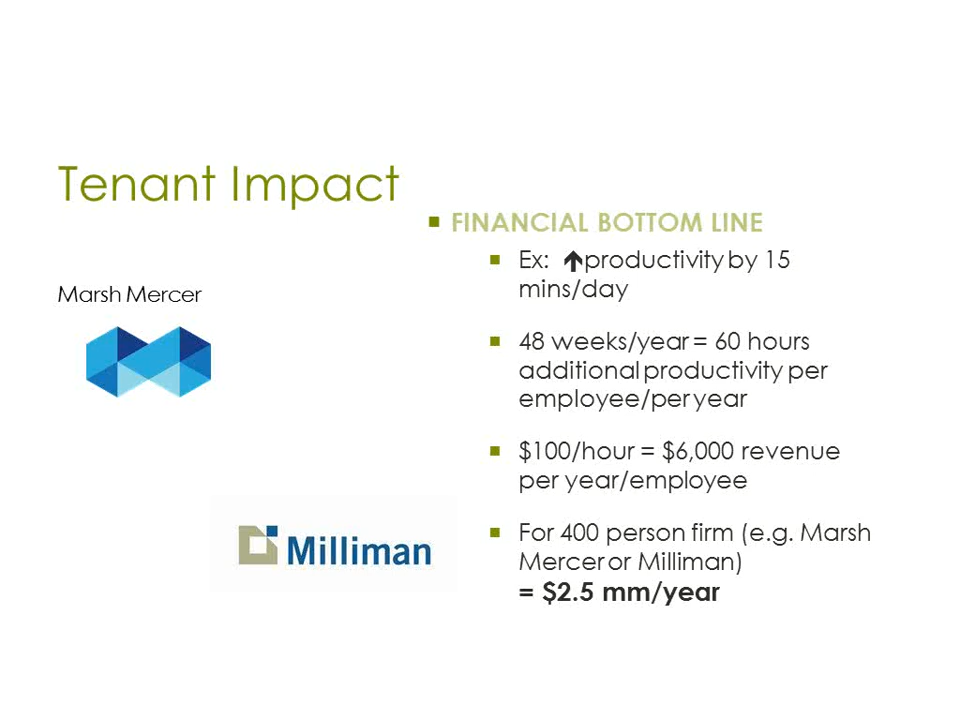 Tenant Impact
Marsh Mercer
Milliman
FINANCIAL BOTTOM LINE
Ex: productivity by 15
mins/day
48 weeks/year = 60 hours
additional productivity per
employee/per year
$100/hour = $6,000 revenue
per year/employee
For 400 person firm (e.g. Marsh
Mercer or Milliman)
= $2.5 mm/year